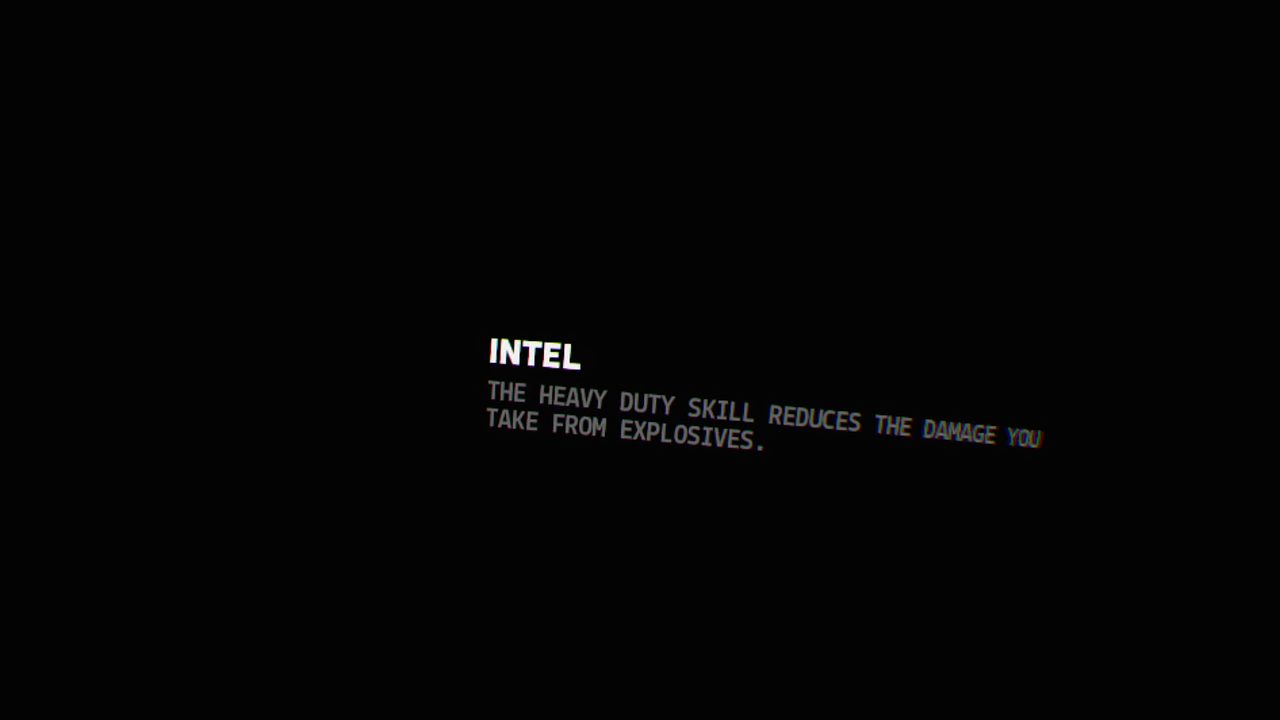 INTEL
THE HEAVY DUTY SKILL REDUCES THE DAMAGE YOU
TAKE FROM EXPLOSIVES.